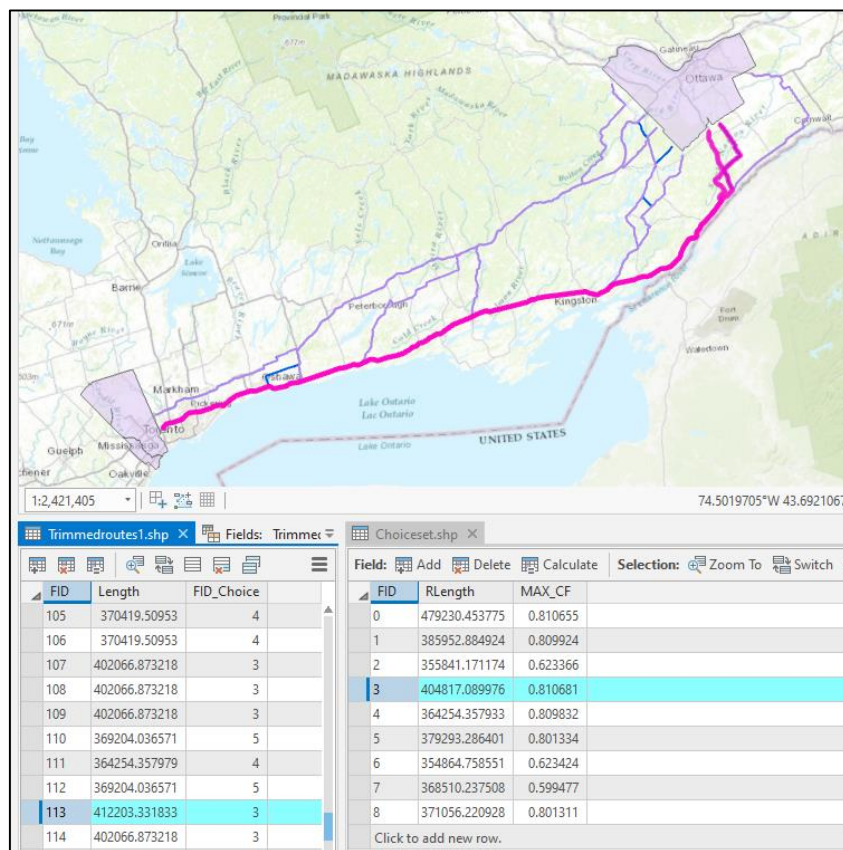 Provincial Park
672m
MADAWASKA HIGHLANDS
Gatineau
Ottawa
Cornwall
Black River
Orillia
Lake
Simcoe
Barrie
Peterborough
Cold Creek
Kingston
Fort
Drum
Watertown
671m
503m
Markham
Oshawa
Toronto
Lake Ontario
Lac Ontario
Guelph
Mississauga
Oakville
UNITED STATES
Lake Ontario
1:2,421,405
74.5019705°W 43.6921067
Trimmedroutes1.shp Fields: Trimmed Choiceset.shp
Field: Add Delete Calculate Selection: Zoom To Switch
FID Length FID_Choice
105 370419.50953 4
106 370419.50953 4
107 402066.873218 3
108 402066.873218 3
109 402066.873218 3
110 369204.036571 5
111 364254.357979 4
112 369204.036571 5
113 412203.331833 3
114 402066.873218 3
FID RLength MAX_CF
0 479230.453775 0.810655
1 385952.884924 0.809924
2 355841.171174 0.623366
3 404817.089976 0.810681
4 364254.357933 0.809832
5 379293.286401 0.801334
6 354864.758551 0.623424
7 368510.237508 0.599477
8 371056.220928 0.801311
Click to add new row.